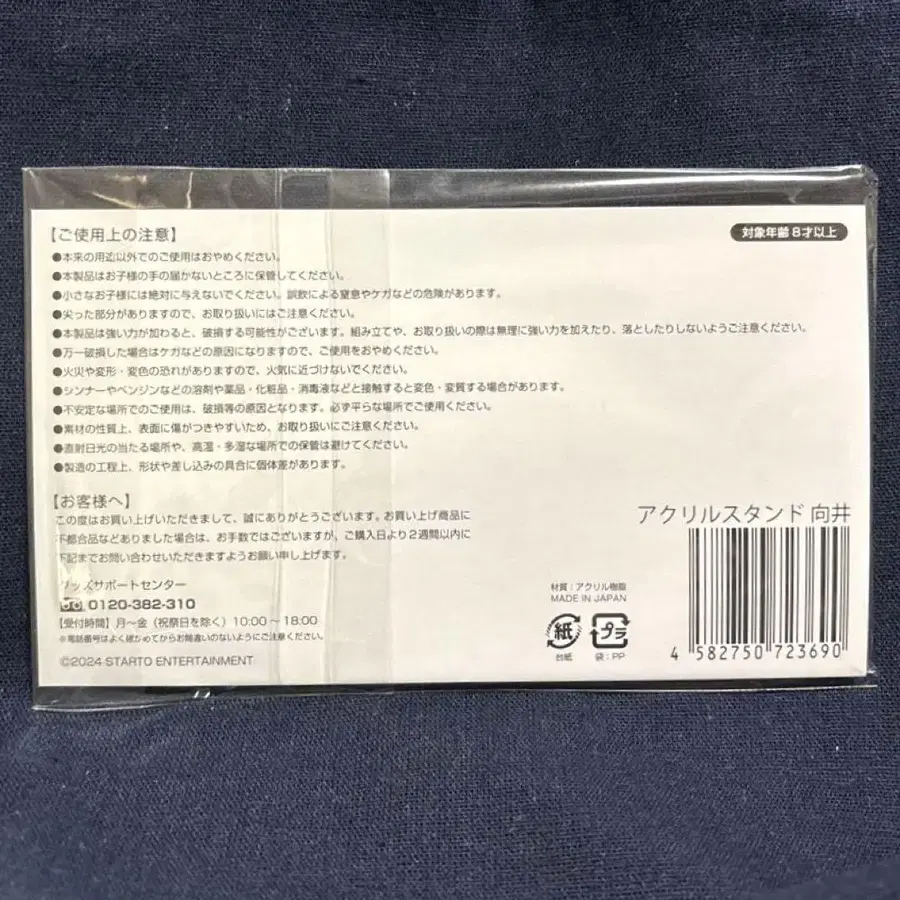 【ご使用上の注意】
対象年齢8才以上
●本来の用途以外でのご使用はおやめください。
●本製品はお子様の手の届かないところに保管してください。
●小さなお子様には絶対に与えないでください。誤飲による窒息やケガなどの危険があります。
●尖った部分がありますので、お取り扱いにはご注意ください。
●本製品は強い力が加わると、破損する可能性がございます。組み立てや、お取り扱いの際は無理に強い力を加えたり、落としたりしないようご注意ください。
●万一破損した場合はケガなどの原因になりますので、ご使用をおやめください。
●火災や変形・変色の恐れがありますので、火気に近づけないでください。
●シンナーやベンジンなどの溶剤や薬品・化粧品・消毒液などと接触すると変色・変質する場合があります。
●不安定な場所でのご使用は、破損等の原因となります。必ず平らな場所でご使用ください。
●素材の性質上、表面に傷がつきやすいため、お取り扱いにご注意ください。
●直射日光の当たる場所や、高温・多湿な場所での保管は避けてください。
●製造の工程上、形状や差し込みの具合に個体差があります。
【お客様へ】
この度はお買い上げいただきまして、誠にありがとうございます。お買い上げ商品に
不都合品などありました場合は、お手数ではございますが、ご購入日より2週間以内に
下記までお問い合わせいただきますようお願い申し上げます。
グッズサポートセンター
0120-382-310
【受付時間】月～金（祝祭日を除く）10:00～18:00
※電話番号はよく確かめてからお間違いのないようにご注意ください。
©2024 STARTO ENTERTAINMENT
材質：アクリル樹脂
MADE IN JAPAN
紙
台紙
プラ
袋：PP
アクリルスタンド 向井
4 582750 723690